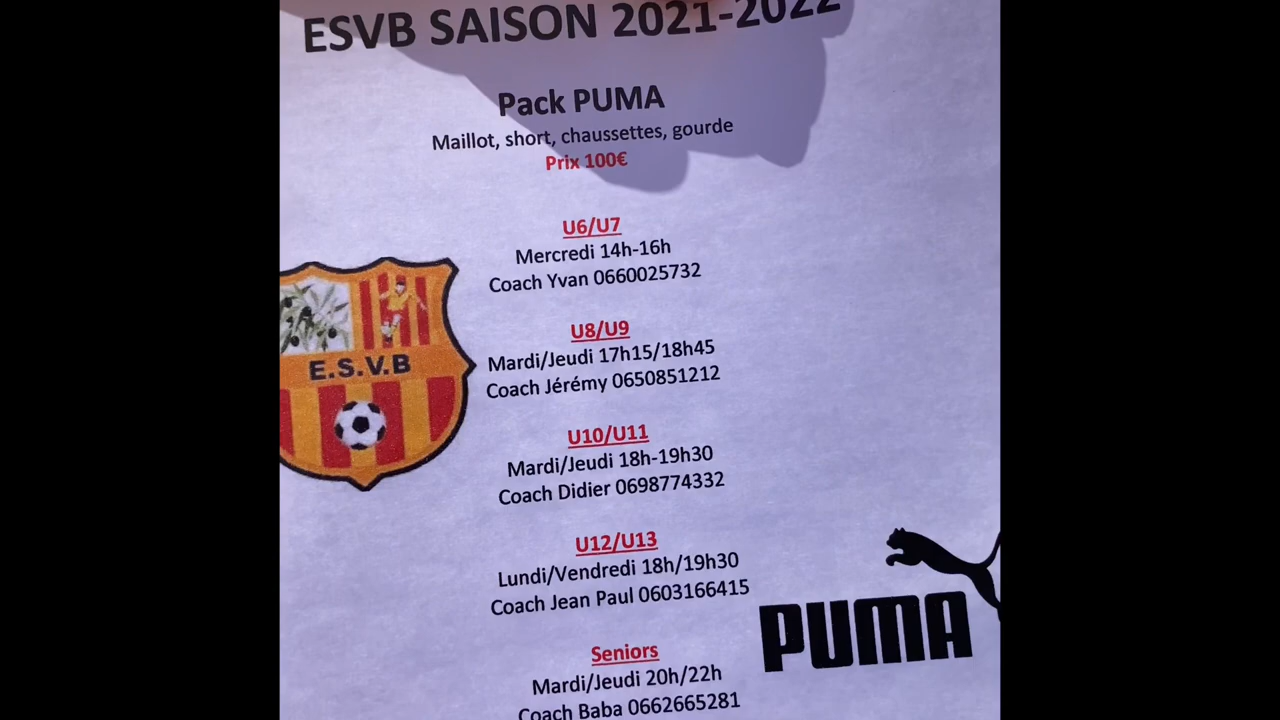 ESVB SAISON 2021-2022
Pack PUMA
Maillot, short, chaussettes, gourde
Prix 100€
U6/U7
Mercredi 14h-16h
Coach Yvan 0660025732
U8/U9
Mardi/Jeudi 17h15/18h45
Coach Jérémy 0650851212
E.S.V.B
U10/U11
Mardi/Jeudi 18h-19h30
Coach Didier 0698774332
U12/U13
Lundi/Vendredi 18h/19h30
Coach Jean Paul 0603166415
PUMA
Seniors
Mardi/Jeudi 20h/22h
Coach Baba 0662665281